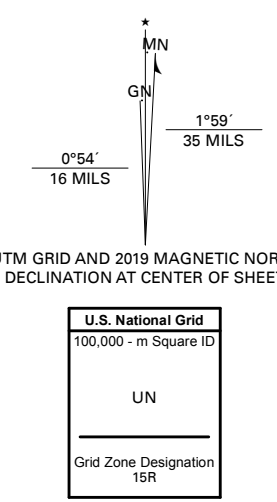 ★
MN
GN
1°59´
35 MILS
0°54´
16 MILS
UTM GRID AND 2019 MAGNETIC NOR
DECLINATION AT CENTER OF SHEET
U.S. National Grid
100,000 - m Square ID
UN
Grid Zone Designation
15R